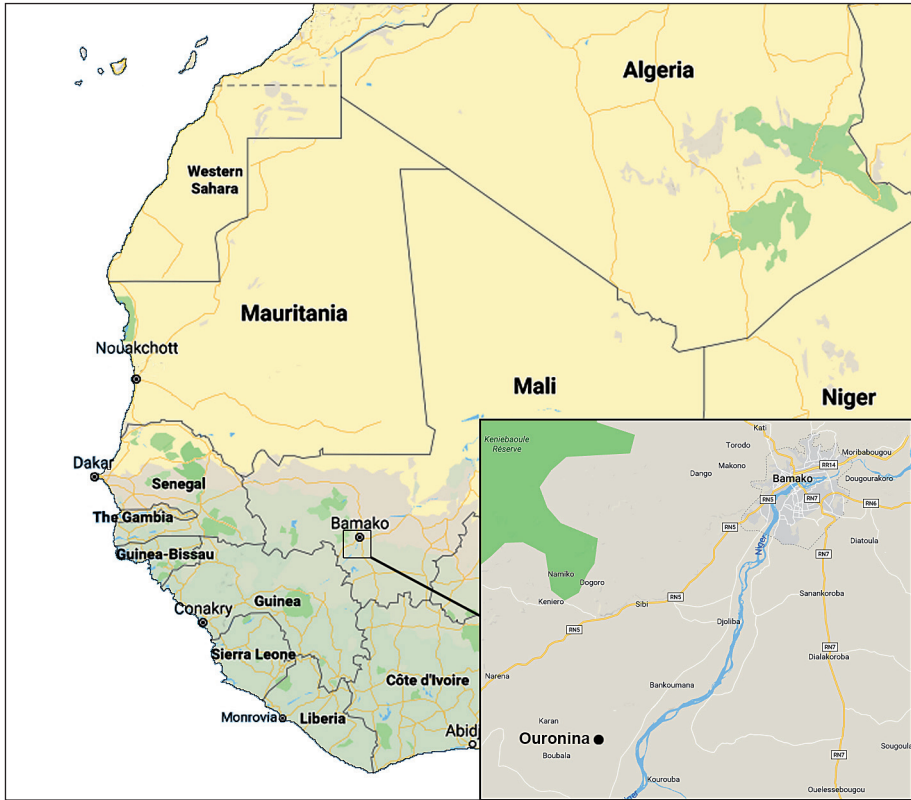 Algeria
Western
Sahara
Mauritania
Nouakchott
Mali
Niger
Dakar
Senegal
The Gambia
Bamako
Guinea-Bissau
Conakry
Guinea
Sierra Leone
Côte d'Ivoire
Monrovia
Liberia
Abidj
Keniebaoule
Réserve
Kati
Torodo
Moribabougou
Makono
RR14
Dango
Bamako
Dougourakoro
RN5
RN7
RN6
RN5
Niger
Diatoula
RN7
Namiko
Dogoro
Sanankoroba
Keniero
Sibi
RN5
Djoliba
RN5
RN7
Dialakoroba
Narena
Bankoumana
Karan
Ouronina
Boubala
RN7
Sougoula
Kourouba
Ouelessebougou